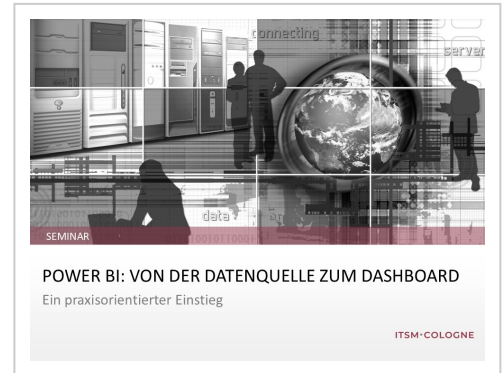 connecting
server
data
SEMINAR
POWER BI: VON DER DATENQUELLE ZUM DASHBOARD
Ein praxisorientierter Einstieg
ITSM·COLOGNE